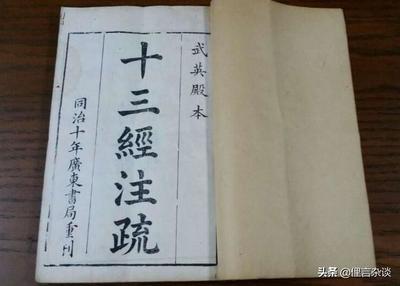 武英殿本
十三經注疏
同治十年廣東書局重刊
头条@俚言杂谈